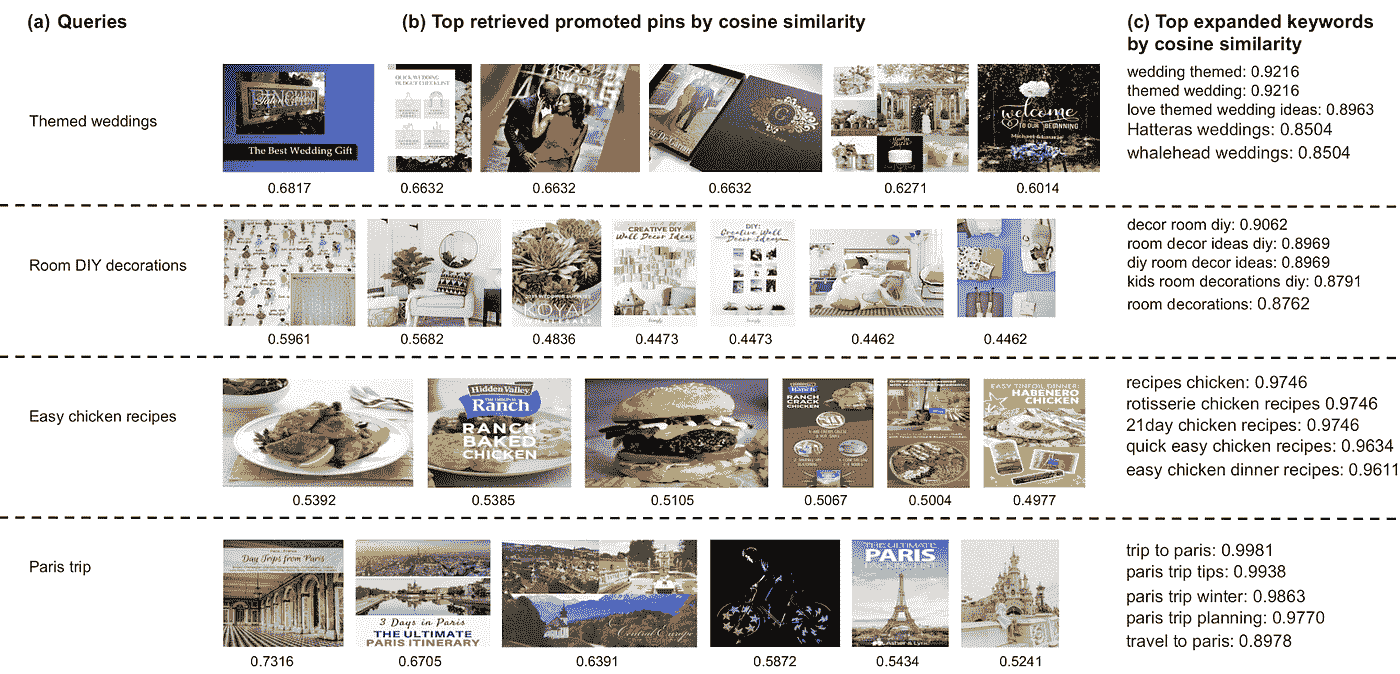 (a) Queries
(b) Top retrieved promoted pins by cosine similarity
(c) Top expanded keywords
by cosine similarity
Themed weddings
The Best Wedding Gift
QUICK WEDDING
BUDGET CHECKLIST
welcome
TO OUR BEGINNING
0.6817
0.6632
0.6632
0.6632
0.6271
0.6014
wedding themed: 0.9216
themed wedding: 0.9216
love themed wedding ideas: 0.8963
Hatteras weddings: 0.8504
whalehead weddings: 0.8504
Room DIY decorations
ROYAL
CREATIVE DIY
Wall Decor Ideas
DIY:
Creative Wall
Decor Ideas
0.5961
0.5682
0.4836
0.4473
0.4473
0.4462
0.4462
decor room diy: 0.9062
room decor ideas diy: 0.8969
diy room decor ideas: 0.8969
kids room decorations diy: 0.8791
room decorations: 0.8762
Easy chicken recipes
Hidden Valley
Ranch
RANCH
BAKED
CHICKEN
Ranch
RANCH
CRACK
CHICKEN
EASY TINFOIL DINNER:
HABENERO
CHICKEN
0.5392
0.5385
0.5105
0.5067
0.5004
0.4977
recipes chicken: 0.9746
rotisserie chicken recipes 0.9746
21day chicken recipes: 0.9746
quick easy chicken recipes: 0.9634
easy chicken dinner recipes: 0.9611
Paris trip
Day Trips from Paris
3 Days in Paris
THE ULTIMATE
PARIS ITINERARY
Central Europe
THE ULTIMATE
PARIS
0.7316
0.6705
0.6391
0.5872
0.5434
0.5241
trip to paris: 0.9981
paris trip tips: 0.9938
paris trip winter: 0.9863
paris trip planning: 0.9770
travel to paris: 0.8978